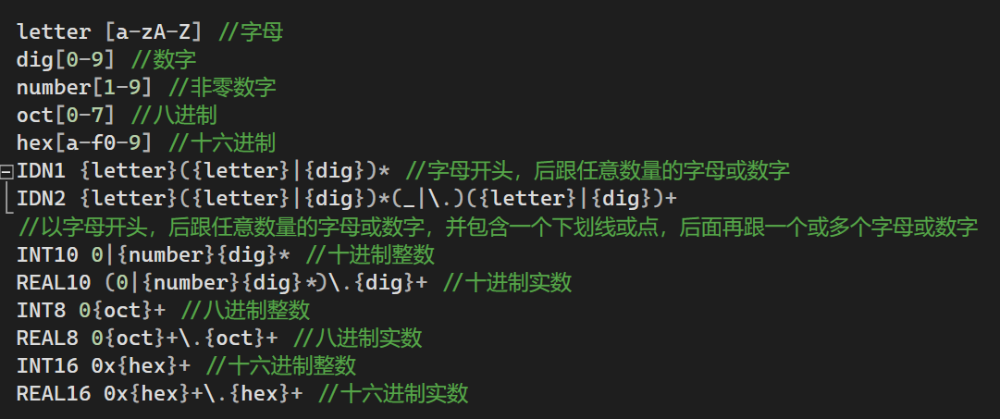 letter [a-zA-Z] //字母
dig[0-9] //数字
number[1-9] //非零数字
oct[0-7] //八进制
hex[a-f0-9] //十六进制
IDN1 {letter}({letter}|{dig})* //字母开头，后跟任意数量的字母或数字
IDN2 {letter}({letter}|{dig})*(_|\.)({letter}|{dig})+
//以字母开头，后跟任意数量的字母或数字，并包含一个下划线或点，后面再跟一个或多个字母或数字
INT10 0|{number}{dig}* //十进制整数
REAL10 (0|{number}{dig}*)\.{dig}+ //十进制实数
INT8 0{oct}+ //八进制整数
REAL8 0{oct}+\.{oct}+ //八进制实数
INT16 0x{hex}+ //十六进制整数
REAL16 0x{hex}+\.{hex}+ //十六进制实数